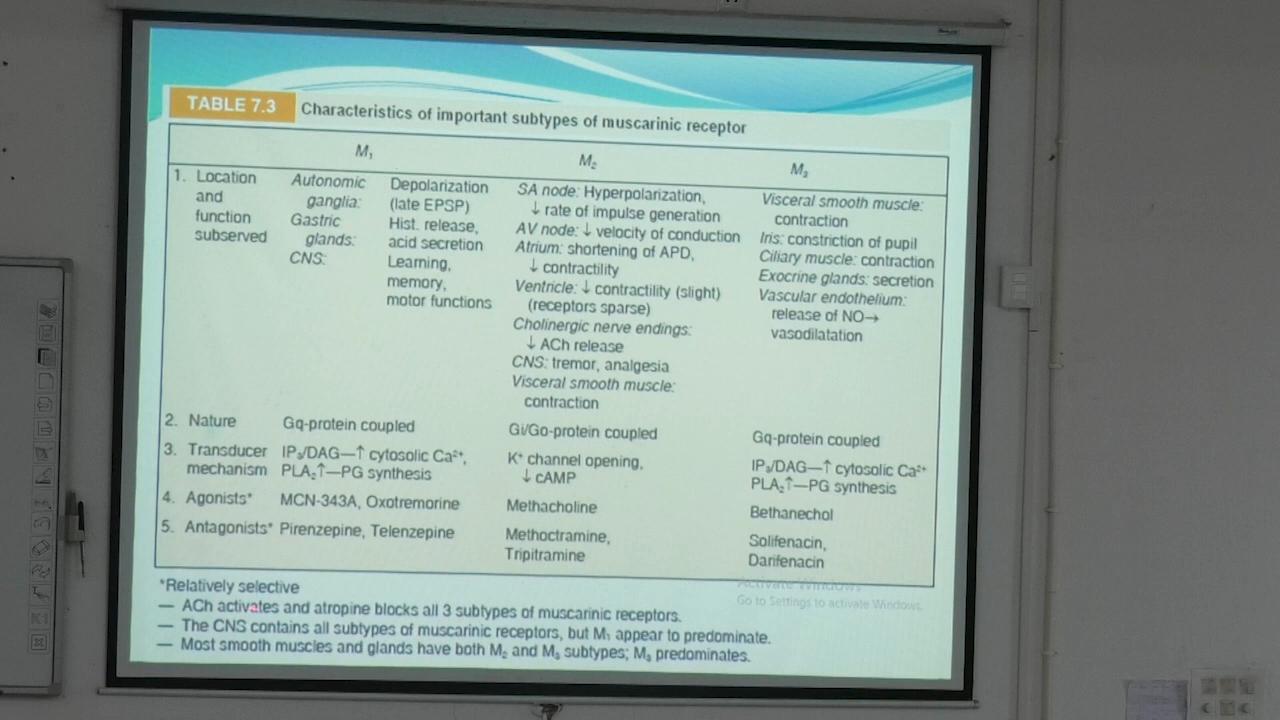 TABLE 7.3 Characteristics of important subtypes of muscarinic receptor
M₁ M₂ M₃
1. Location and function subserved
Autonomic ganglia: Depolarization (late EPSP)
Gastric glands: Hist. release, acid secretion
CNS: Learning, memory, motor functions
SA node: Hyperpolarization,
↓ rate of impulse generation
AV node: ↓ velocity of conduction
Atrium: shortening of APD,
↓ contractility
Ventricle: ↓ contractility (slight)
(receptors sparse)
Cholinergic nerve endings:
↓ ACh release
CNS: tremor, analgesia
Visceral smooth muscle:
contraction
Visceral smooth muscle:
contraction
Iris: constriction of pupil
Ciliary muscle: contraction
Exocrine glands: secretion
Vascular endothelium:
release of NO→
vasodilatation
2. Nature Gq-protein coupled Gi/Go-protein coupled Gq-protein coupled
3. Transducer mechanism
IP₃/DAG—↑ cytosolic Ca²⁺,
PLA₂↑—PG synthesis
K⁺ channel opening,
↓ cAMP
IP₃/DAG—↑ cytosolic Ca²⁺
PLA₂↑—PG synthesis
4. Agonists* MCN-343A, Oxotremorine Methacholine Bethanechol
5. Antagonists* Pirenzepine, Telenzepine
Methoctramine,
Tripitramine
Solifenacin,
Darifenacin
*Relatively selective
— ACh activates and atropine blocks all 3 subtypes of muscarinic receptors.
— The CNS contains all subtypes of muscarinic receptors, but M₁ appear to predominate.
— Most smooth muscles and glands have both M₂ and M₃ subtypes; M₃ predominates.
Activate Windows
Go to Settings to activate Windows.